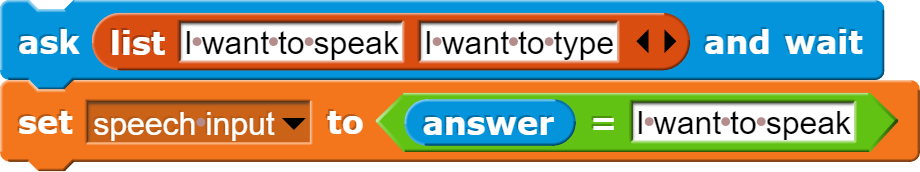 ask list I want to speak I want to type and wait
set speech input to answer = I want to speak